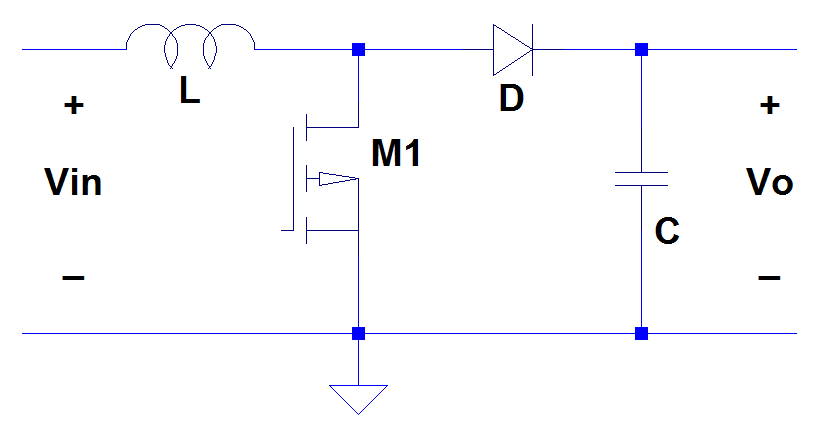 L
D
+
+
M1
Vin
Vo
C
–
–